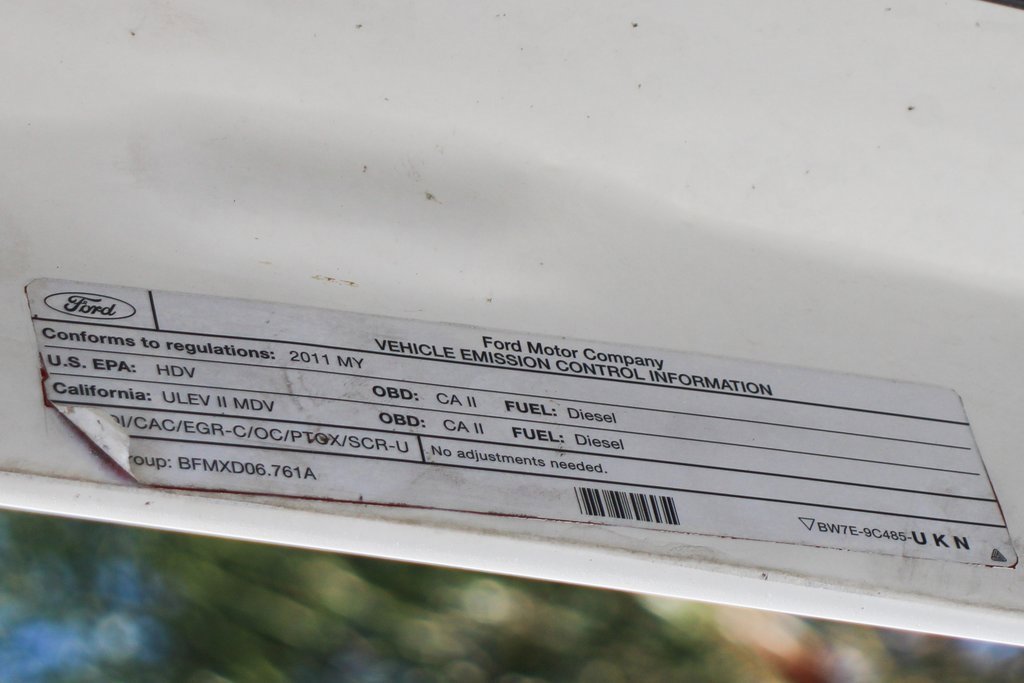 Ford
Ford Motor Company
VEHICLE EMISSION CONTROL INFORMATION
Conforms to regulations: 2011 MY
U.S. EPA: HDV OBD: CA II FUEL: Diesel
California: ULEV II MDV OBD: CA II FUEL: Diesel
DI/CAC/EGR-C/OC/PTOX/SCR-U No adjustments needed.
roup: BFMXD06.761A
BW7E-9C485-U K N